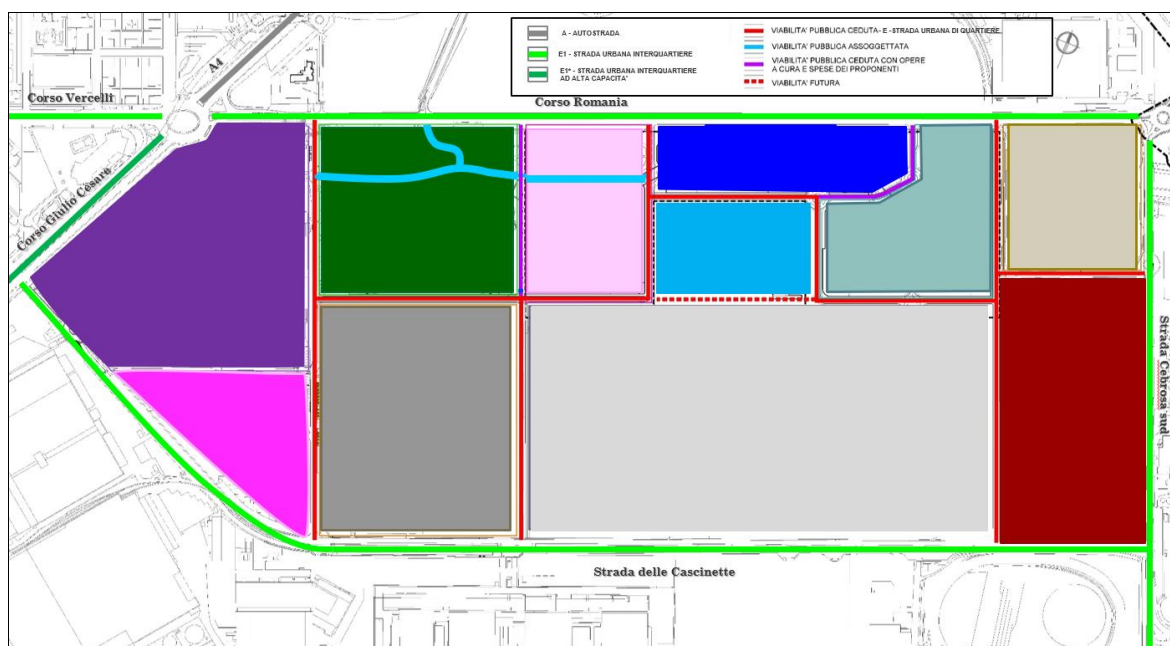 A - AUTOSTRADA
E1 - STRADA URBANA INTERQUARTIERE
E1* - STRADA URBANA INTERQUARTIERE
AD ALTA CAPACITA'
VIABILITA' PUBBLICA CEDUTA- E -STRADA URBANA DI QUARTIERE
VIABILITA' PUBBLICA ASSOGGETTATA
VIABILITA' PUBBLICA CEDUTA CON OPERE
A CURA E SPESE DEI PROPONENTI
VIABILITA' FUTURA
A4
Corso Vercelli
Corso Romania
Corso Giulio Cesare
Strada Cebrosa sud
Strada delle Cascinette